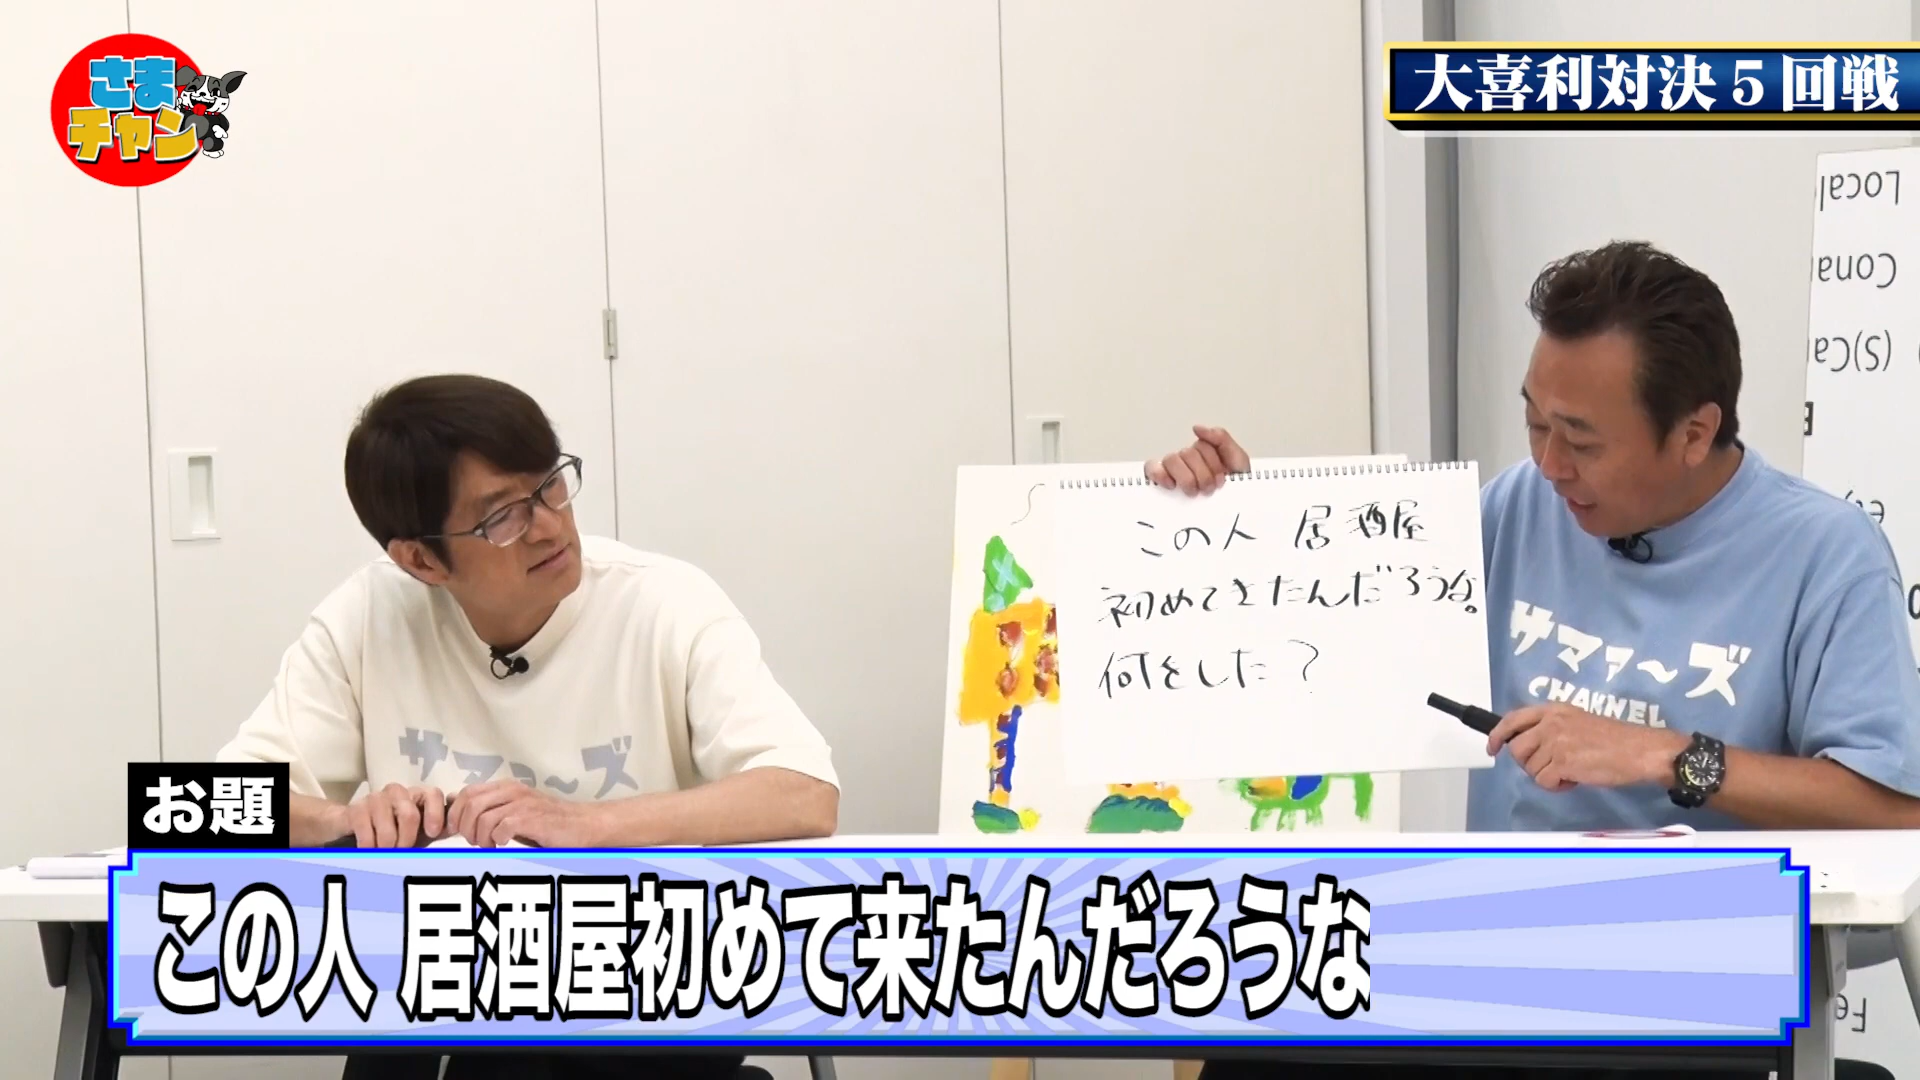 さま
チャン
大喜利対決5回戦
Local
Conan
(S)Ca
この人 居酒屋
初めてきたんだろうな。
何をした?
サマァ〜ズ
CHANNEL
サマァ〜ズ
お題
この人 居酒屋初めて来たんだろうな